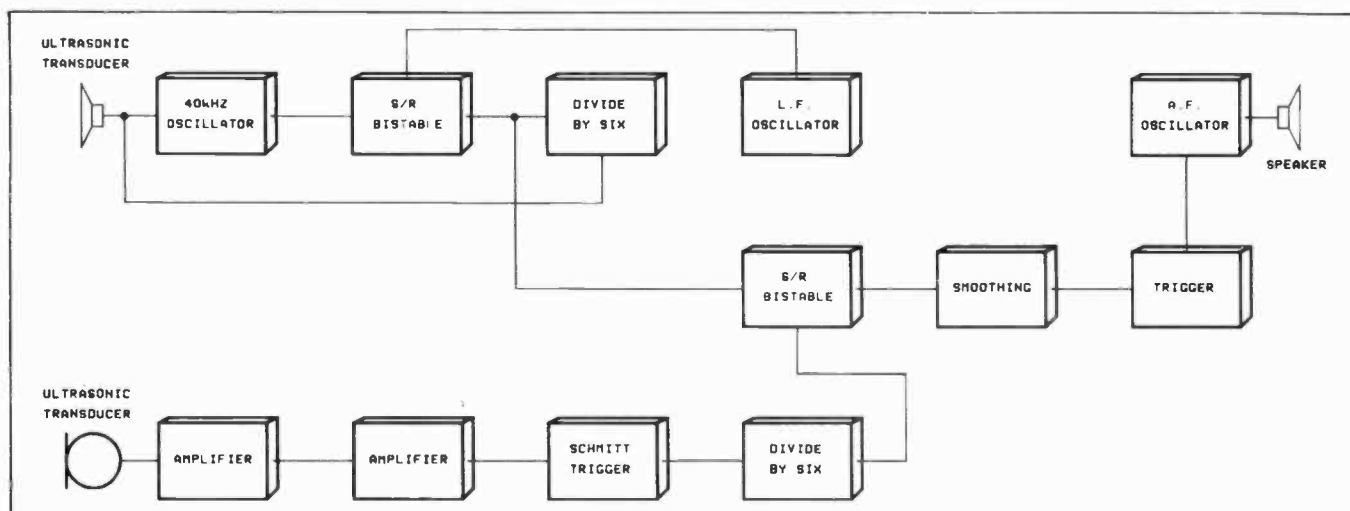 ULTRASONIC
TRANSDUCER
40kHZ
OSCILLATOR
S/R
BISTABLE
DIVIDE
BY SIX
L.F.
OSCILLATOR
A.F.
OSCILLATOR
SPEAKER
S/R
BISTABLE
SMOOTHING
TRIGGER
ULTRASONIC
TRANSDUCER
AMPLIFIER
AMPLIFIER
SCHMITT
TRIGGER
DIVIDE
BY SIX